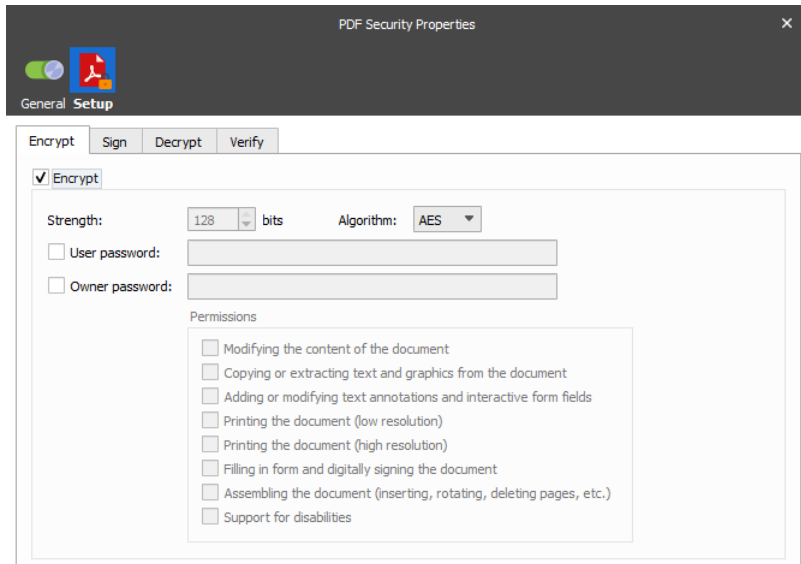 PDF Security Properties
General Setup
Encrypt Sign Decrypt Verify
Encrypt
Strength: 128 bits Algorithm: AES
User password:
Owner password:
Permissions
Modifying the content of the document
Copying or extracting text and graphics from the document
Adding or modifying text annotations and interactive form fields
Printing the document (low resolution)
Printing the document (high resolution)
Filling in form and digitally signing the document
Assembling the document (inserting, rotating, deleting pages, etc.)
Support for disabilities